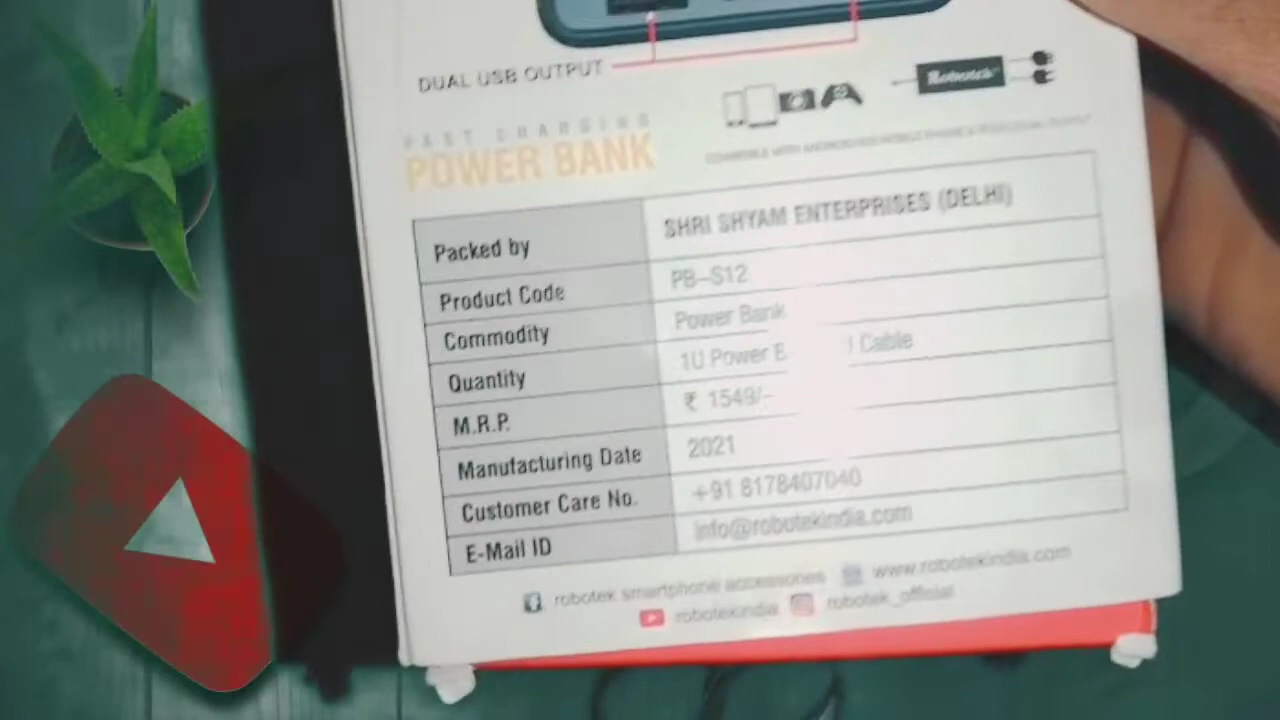 DUAL USB OUTPUT
Robotek
FAST CHARGING
POWER BANK
Packed by SHRI SHYAM ENTERPRISES (DELHI)
Product Code PB-S12
Commodity Power Bank
Quantity 1U Power Cable
M.R.P. ₹ 1549/-
Manufacturing Date 2021
Customer Care No. +91 8178407040
E-Mail ID info@robotekindia.com
robotek smartphone accessories www.robotekindia.com
robotekindia robotek_official